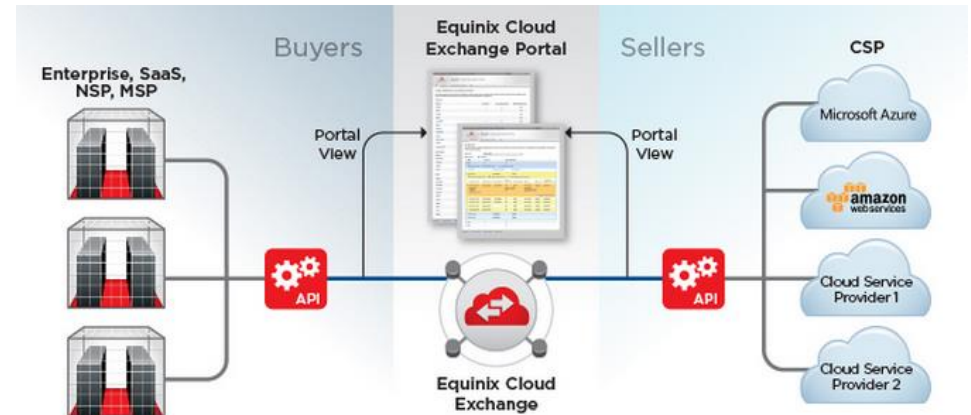 Buyers
Equinix Cloud
Exchange Portal
Sellers
CSP
Enterprise, SaaS,
NSP, MSP
Portal
View
Portal
View
Microsoft Azure
amazon
webservices
API
API
Cloud Service
Provider 1
Equinix Cloud
Exchange
Cloud Service
Provider 2